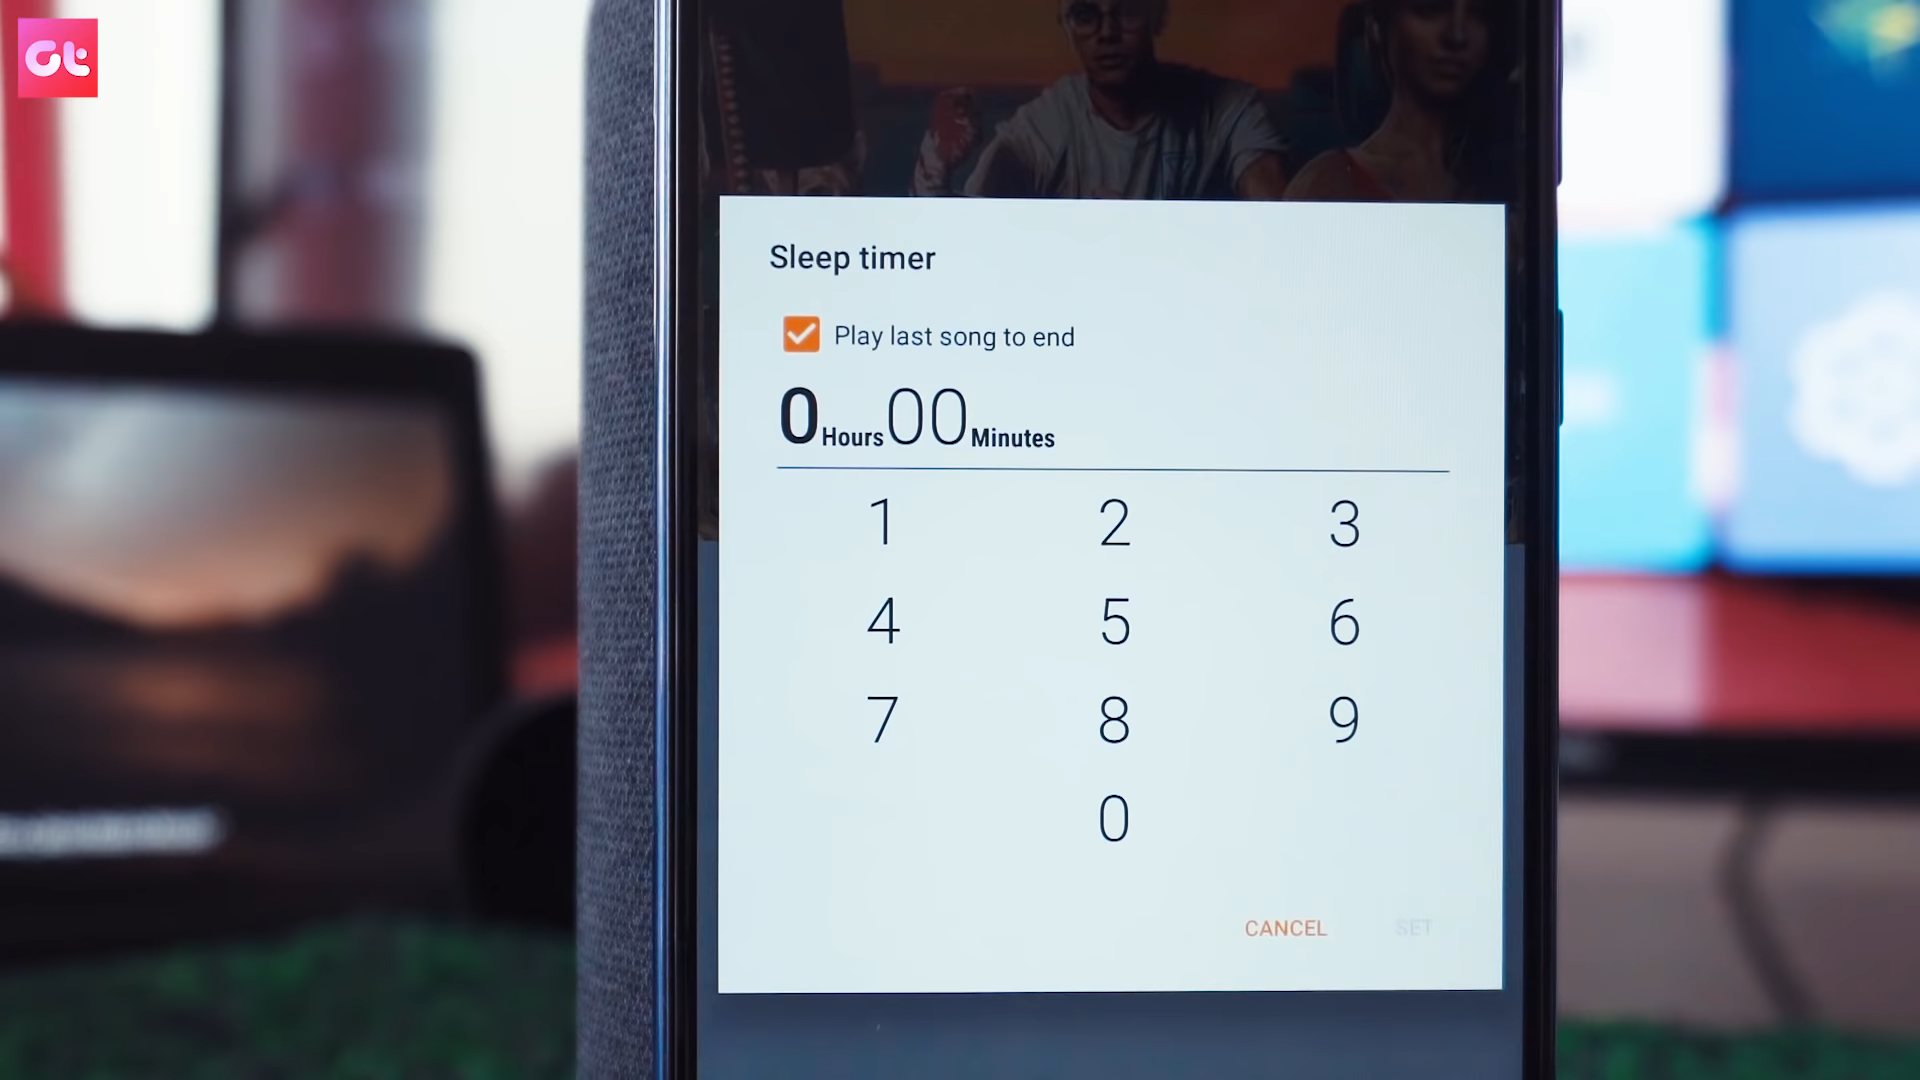 Gt
Sleep timer
Play last song to end
0 Hours 00 Minutes
1 2 3
4 5 6
7 8 9
0
CANCEL SET